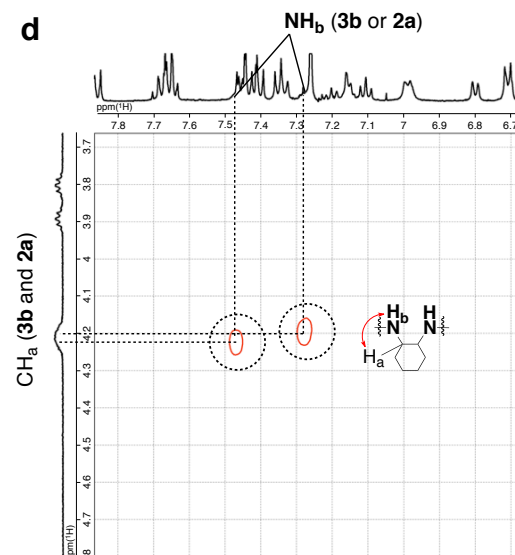 d
NH_b (3b or 2a)
ppm(¹H)
7.8 7.7 7.6 7.5 7.4 7.3 7.2 7.1 7 6.9 6.8 6.7
3.7
3.8
3.9
4
4.1
4.2
4.3
4.4
4.5
4.6
4.7
8
ppm(¹H)
CH_a (3b and 2a)
H H
b
N N
H_a